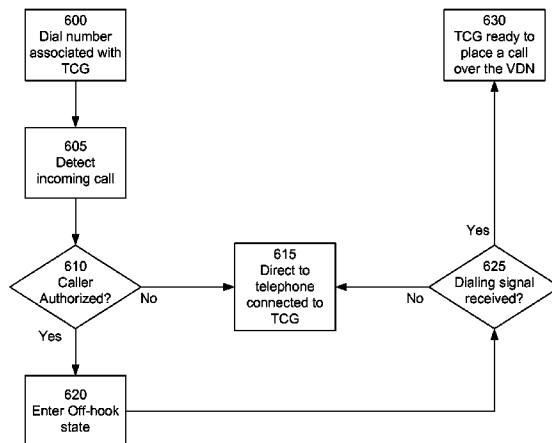 600
Dial number
associated with
TCG
630
TCG ready to
place a call
over the VDN
605
Detect
incoming call
Yes
610
Caller
Authorized?
No
615
Direct to
telephone
connected to
TCG
625
Dialing signal
received?
No
Yes
620
Enter Off-hook
state